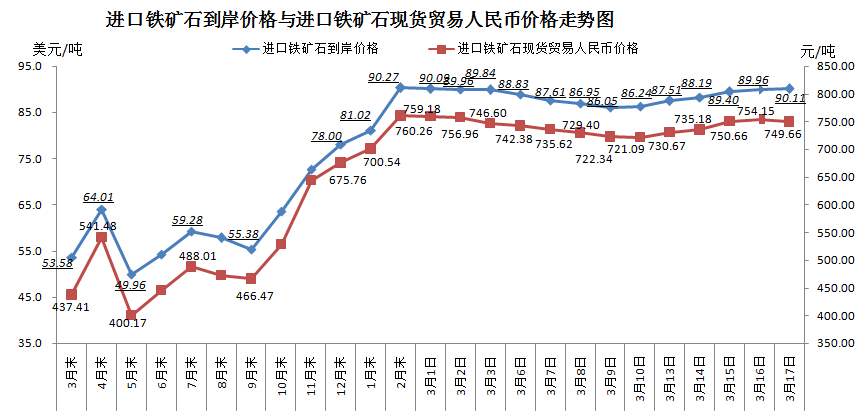 进口铁矿石到岸价格与进口铁矿石现货贸易人民币价格走势图
美元/吨
进口铁矿石到岸价格
进口铁矿石现货贸易人民币价格
元/吨
95.0
85.0
75.0
65.0
55.0
45.0
35.0
850.00
800.00
750.00
700.00
650.00
600.00
550.00
500.00
450.00
400.00
350.00
53.58
64.01
49.96
59.28
55.38
78.00
81.02
90.27
90.09
89.96
89.84
88.83
87.61
86.95
86.05
86.24
87.51
88.19
89.40
89.96
90.11
437.41
541.48
400.17
488.01
466.47
675.76
700.54
760.26
759.18
756.96
746.60
742.38
735.62
729.40
722.34
721.09
730.67
735.18
750.66
754.15
749.66
3月末
4月末
5月末
6月末
7月末
8月末
9月末
10月末
11月末
12月末
1月末
2月末
3月1日
3月2日
3月3日
3月6日
3月7日
3月8日
3月9日
3月10日
3月13日
3月14日
3月15日
3月16日
3月17日